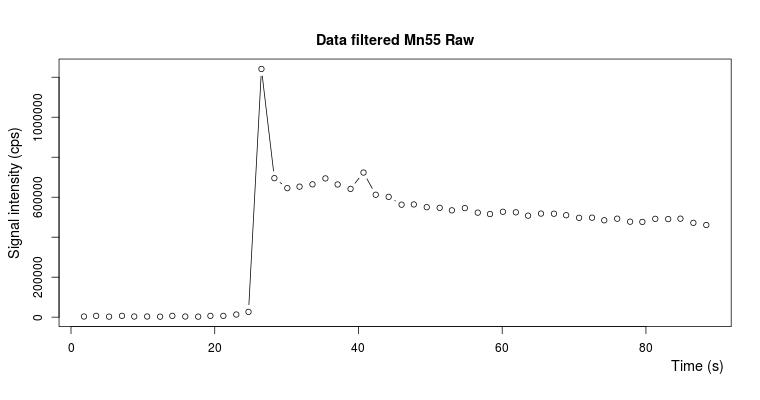 Data filtered Mn55 Raw
Signal intensity (cps)
1000000
600000
200000
0
0 20 40 60 80
Time (s)